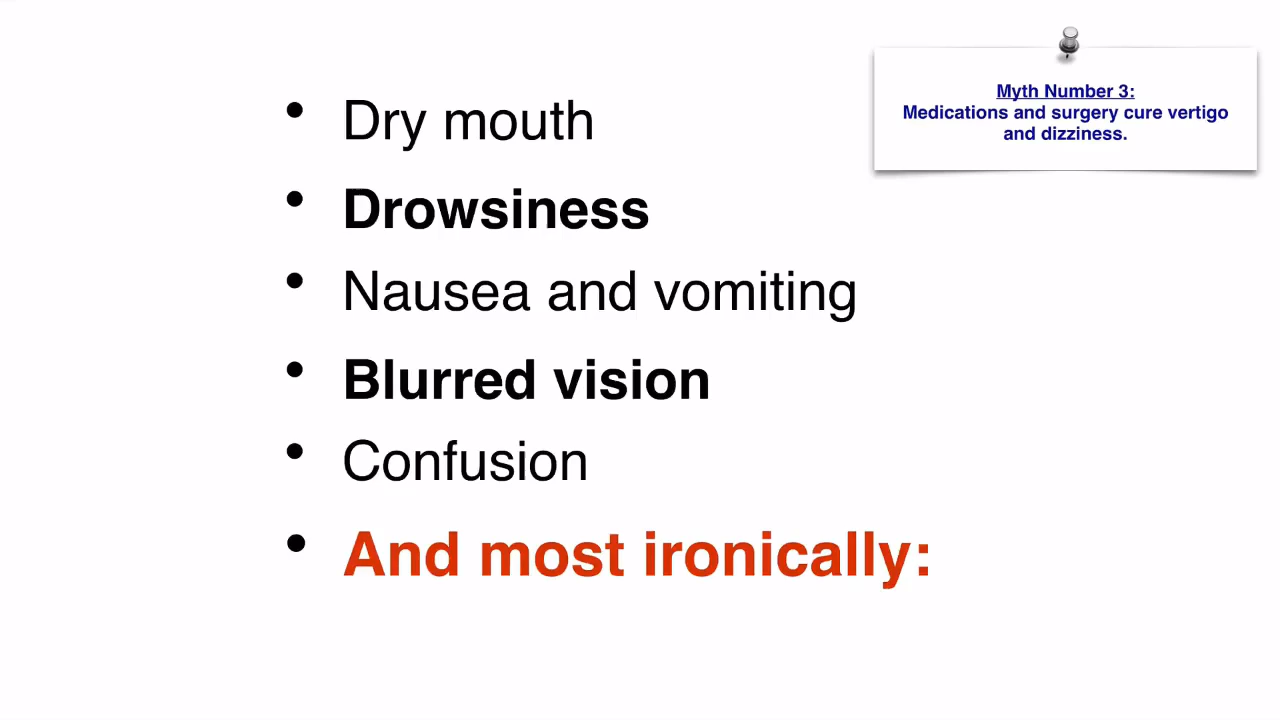 Myth Number 3:
Medications and surgery cure vertigo
and dizziness.
• Dry mouth
• Drowsiness
• Nausea and vomiting
• Blurred vision
• Confusion
• And most ironically: